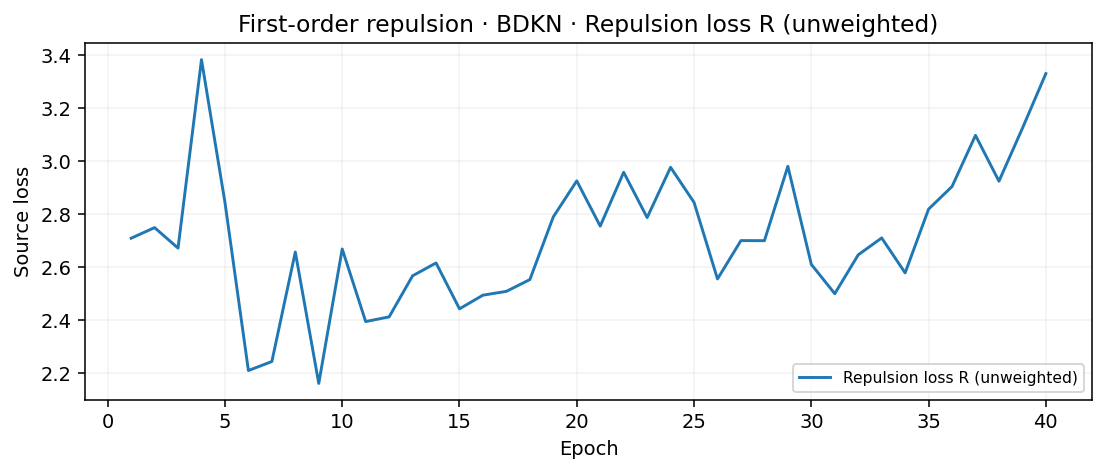 First-order repulsion · BDKN · Repulsion loss R (unweighted)
3.4
3.2
3.0
2.8
2.6
2.4
2.2
Source loss
Repulsion loss R (unweighted)
0 5 10 15 20 25 30 35 40
Epoch